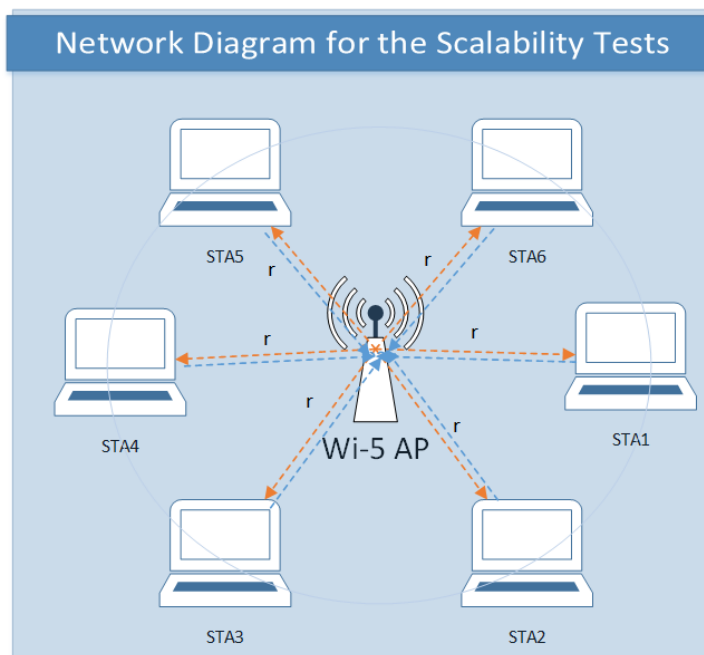 Network Diagram for the Scalability Tests
STA5
STA6
r
r
r
r
STA4
STA1
r
r
Wi-5 AP
STA3
STA2